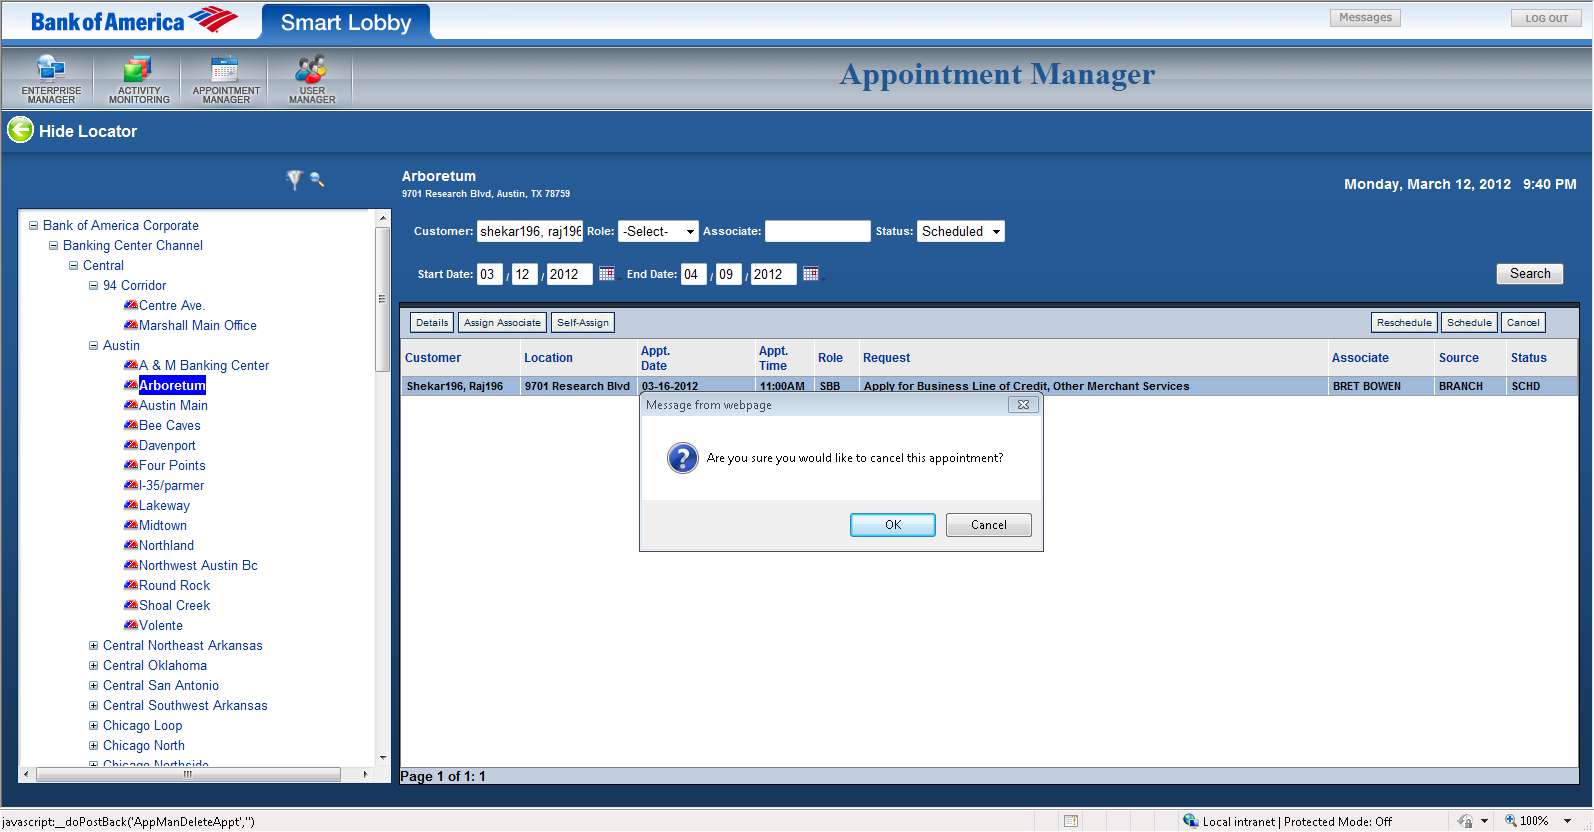 Bank of America
Smart Lobby
Messages
LOG OUT
ENTERPRISE
MANAGER
ACTIVITY
MONITORING
APPOINTMENT
MANAGER
USER
MANAGER
Appointment Manager
Hide Locator
Arboretum
9701 Research Blvd, Austin, TX 78759
Monday, March 12, 2012 9:40 PM
Bank of America Corporate
Banking Center Channel
Central
94 Corridor
Centre Ave.
Marshall Main Office
Austin
A & M Banking Center
Arboretum
Austin Main
Bee Caves
Davenport
Four Points
I-35/parmer
Lakeway
Midtown
Northland
Northwest Austin Bc
Round Rock
Shoal Creek
Volente
Central Northeast Arkansas
Central Oklahoma
Central San Antonio
Central Southwest Arkansas
Chicago Loop
Chicago North
Chicago Northside
Customer: shekar196, raj196 Role: -Select- Associate: Status: Scheduled
Start Date: 03 / 12 / 2012 End Date: 04 / 09 / 2012
Search
Details Assign Associate Self-Assign Reschedule Schedule Cancel
Customer Location Appt. Date Appt. Time Role Request Associate Source Status
Shekar196, Raj196 9701 Research Blvd 03-16-2012 11:00AM SBB Apply for Business Line of Credit, Other Merchant Services BRET BOWEN BRANCH SCHD
Message from webpage
Are you sure you would like to cancel this appointment?
OK Cancel
Page 1 of 1: 1
javascript:__doPostBack('AppManDeleteAppt','')
Local intranet | Protected Mode: Off
100%